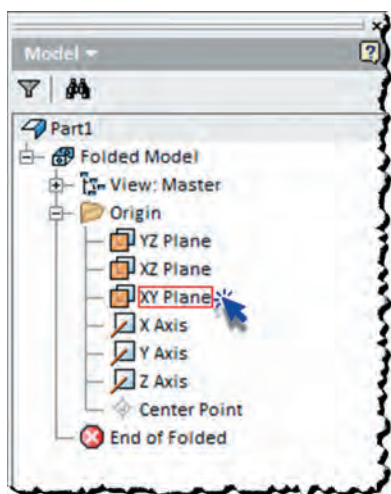 Model
?
Part1
Folded Model
View: Master
Origin
YZ Plane
XZ Plane
XY Plane
X Axis
Y Axis
Z Axis
Center Point
End of Folded